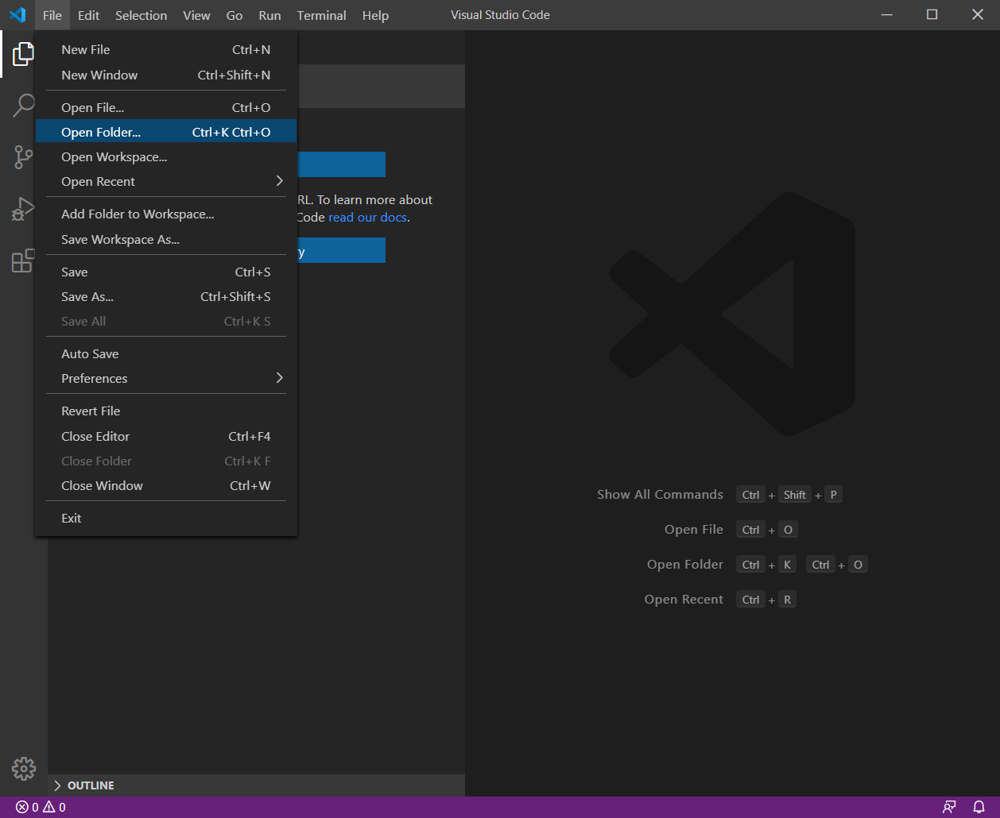 File Edit Selection View Go Run Terminal Help Visual Studio Code
New File Ctrl+N
New Window Ctrl+Shift+N
Open File... Ctrl+O
Open Folder... Ctrl+K Ctrl+O
Open Workspace...
Open Recent
RL. To learn more about
Code read our docs.
Add Folder to Workspace...
Save Workspace As...
ry
Save Ctrl+S
Save As... Ctrl+Shift+S
Save All Ctrl+K S
Auto Save
Preferences
Revert File
Close Editor Ctrl+F4
Close Folder Ctrl+K F
Close Window Ctrl+W
Exit
Show All Commands Ctrl + Shift + P
Open File Ctrl + O
Open Folder Ctrl + K Ctrl + O
Open Recent Ctrl + R
OUTLINE
0 0